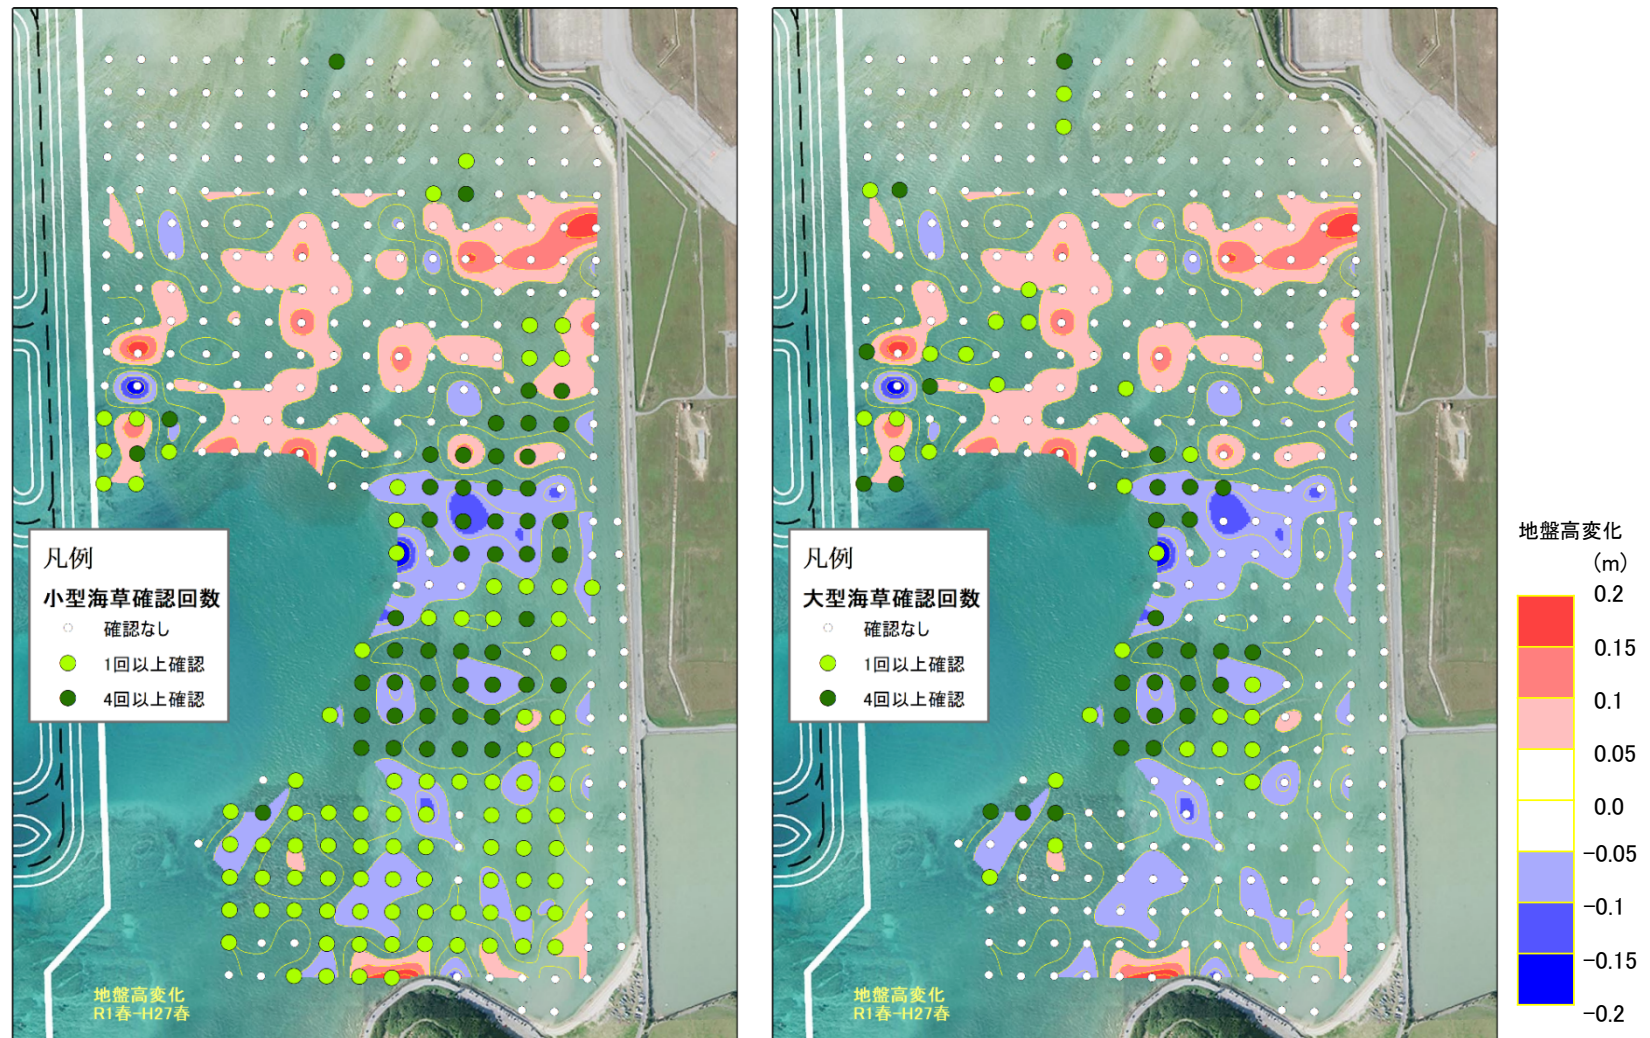 凡例
小型海草確認回数
確認なし
1回以上確認
4回以上確認
地盤高変化
R1春-H27春
凡例
大型海草確認回数
確認なし
1回以上確認
4回以上確認
地盤高変化
R1春-H27春
地盤高変化
(m)
0.2
0.15
0.1
0.05
0.0
-0.05
-0.1
-0.15
-0.2